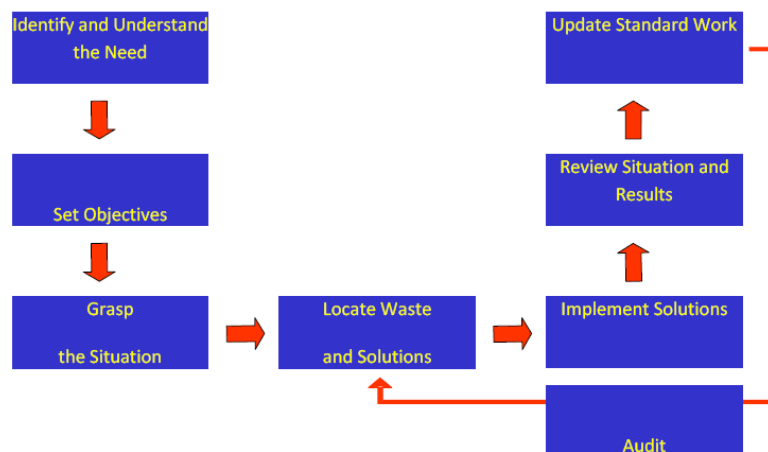 Identify and Understand
the Need
Set Objectives
Grasp
the Situation
Locate Waste
and Solutions
Implement Solutions
Review Situation and
Results
Update Standard Work
Audit